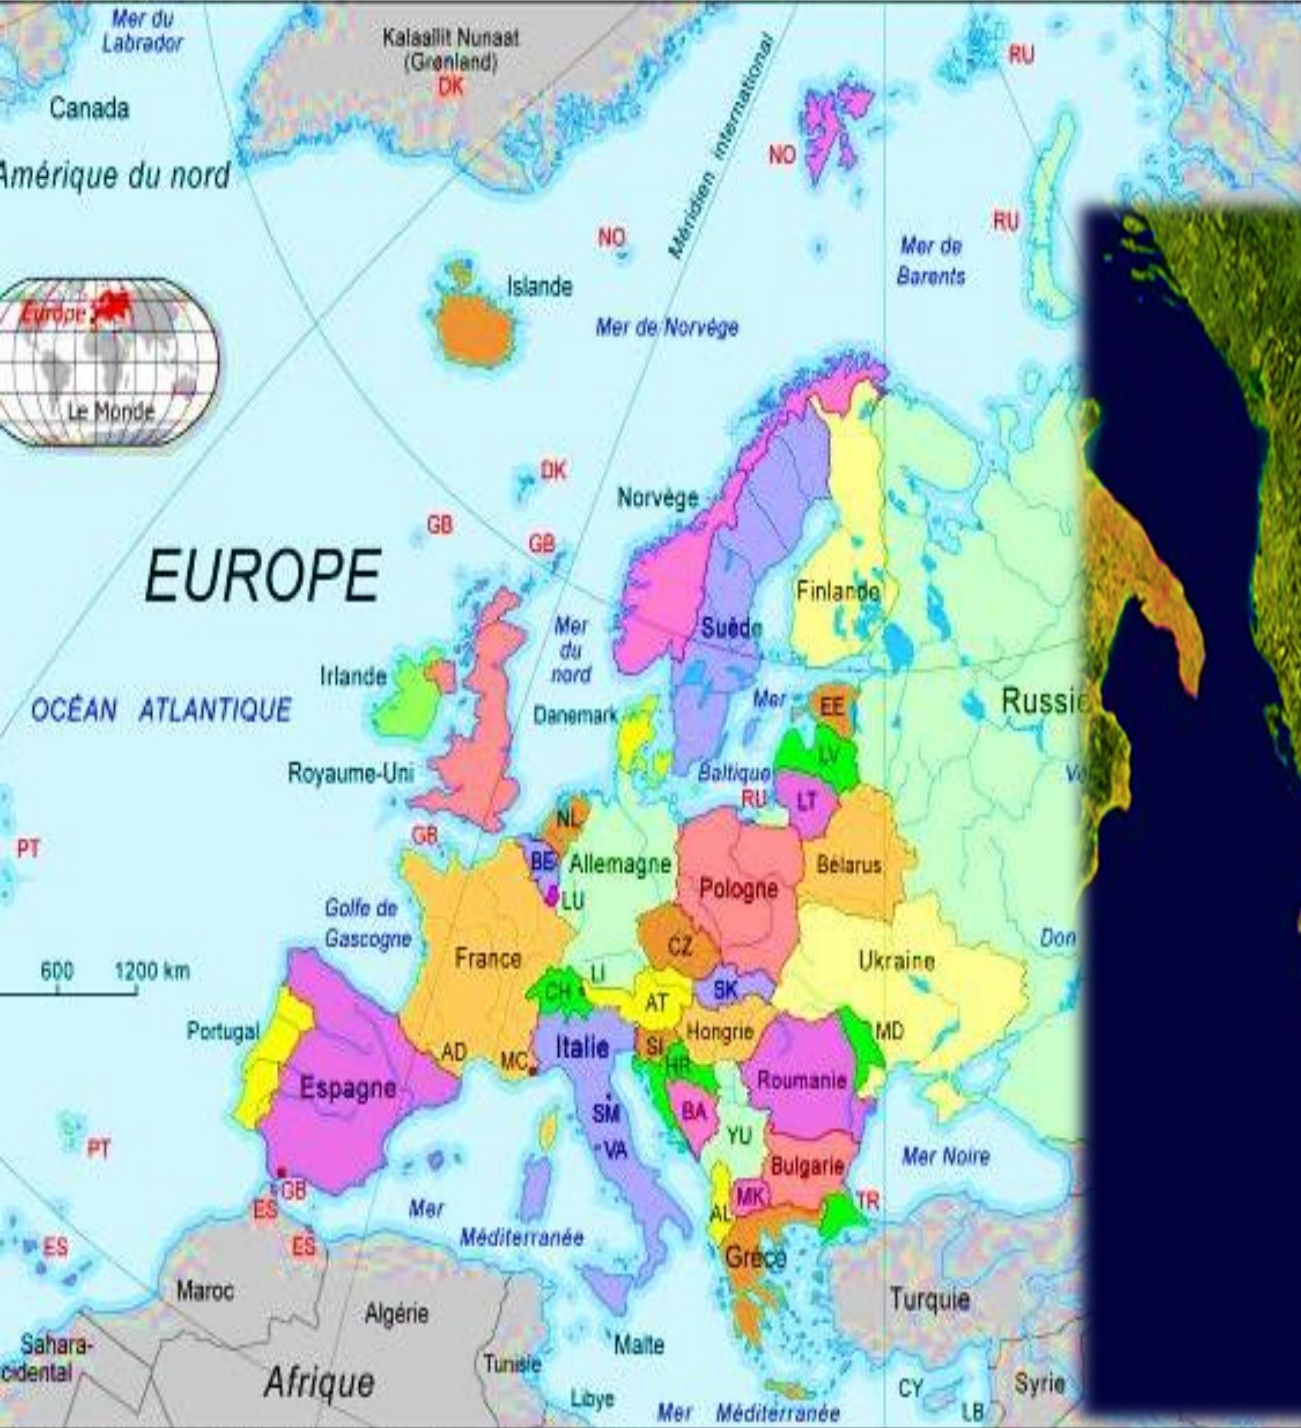 Mer du
Labrador
Kalaallit Nunaat
(Grønland)
DK
Canada
Amérique du nord
Méridien international
RU
NO
RU
NO
Mer de
Barents
Islande
Mer de Norvége
Europe
Le Monde
DK
Norvège
GB
GB
EUROPE
Finlande
Mer
du
nord
Suède
Irlande
OCÉAN ATLANTIQUE
Danemark
Mer
EE
Russie
Royaume-Uni
LV
Baltique
RU
LT
GB
NL
PT
BE
Allemagne
Pologne
Bélarus
LU
Golfe de
Gascogne
CZ
Don
France
Ukraine
600
1200 km
LI
CH
SK
AT
Portugal
Italie
SI
Hongrie
MD
AD
MC
HR
Roumanie
Espagne
SM
BA
VA
YU
PT
Bulgarie
Mer Noire
GB
MK
TR
ES
Mer
Méditerranée
AL
ES
ES
Grèce
Maroc
Algérie
Turquie
Sahara-
cidental
Malte
Tunisie
Afrique
Libye
CY
Syrie
Mer Méditerranée
LB